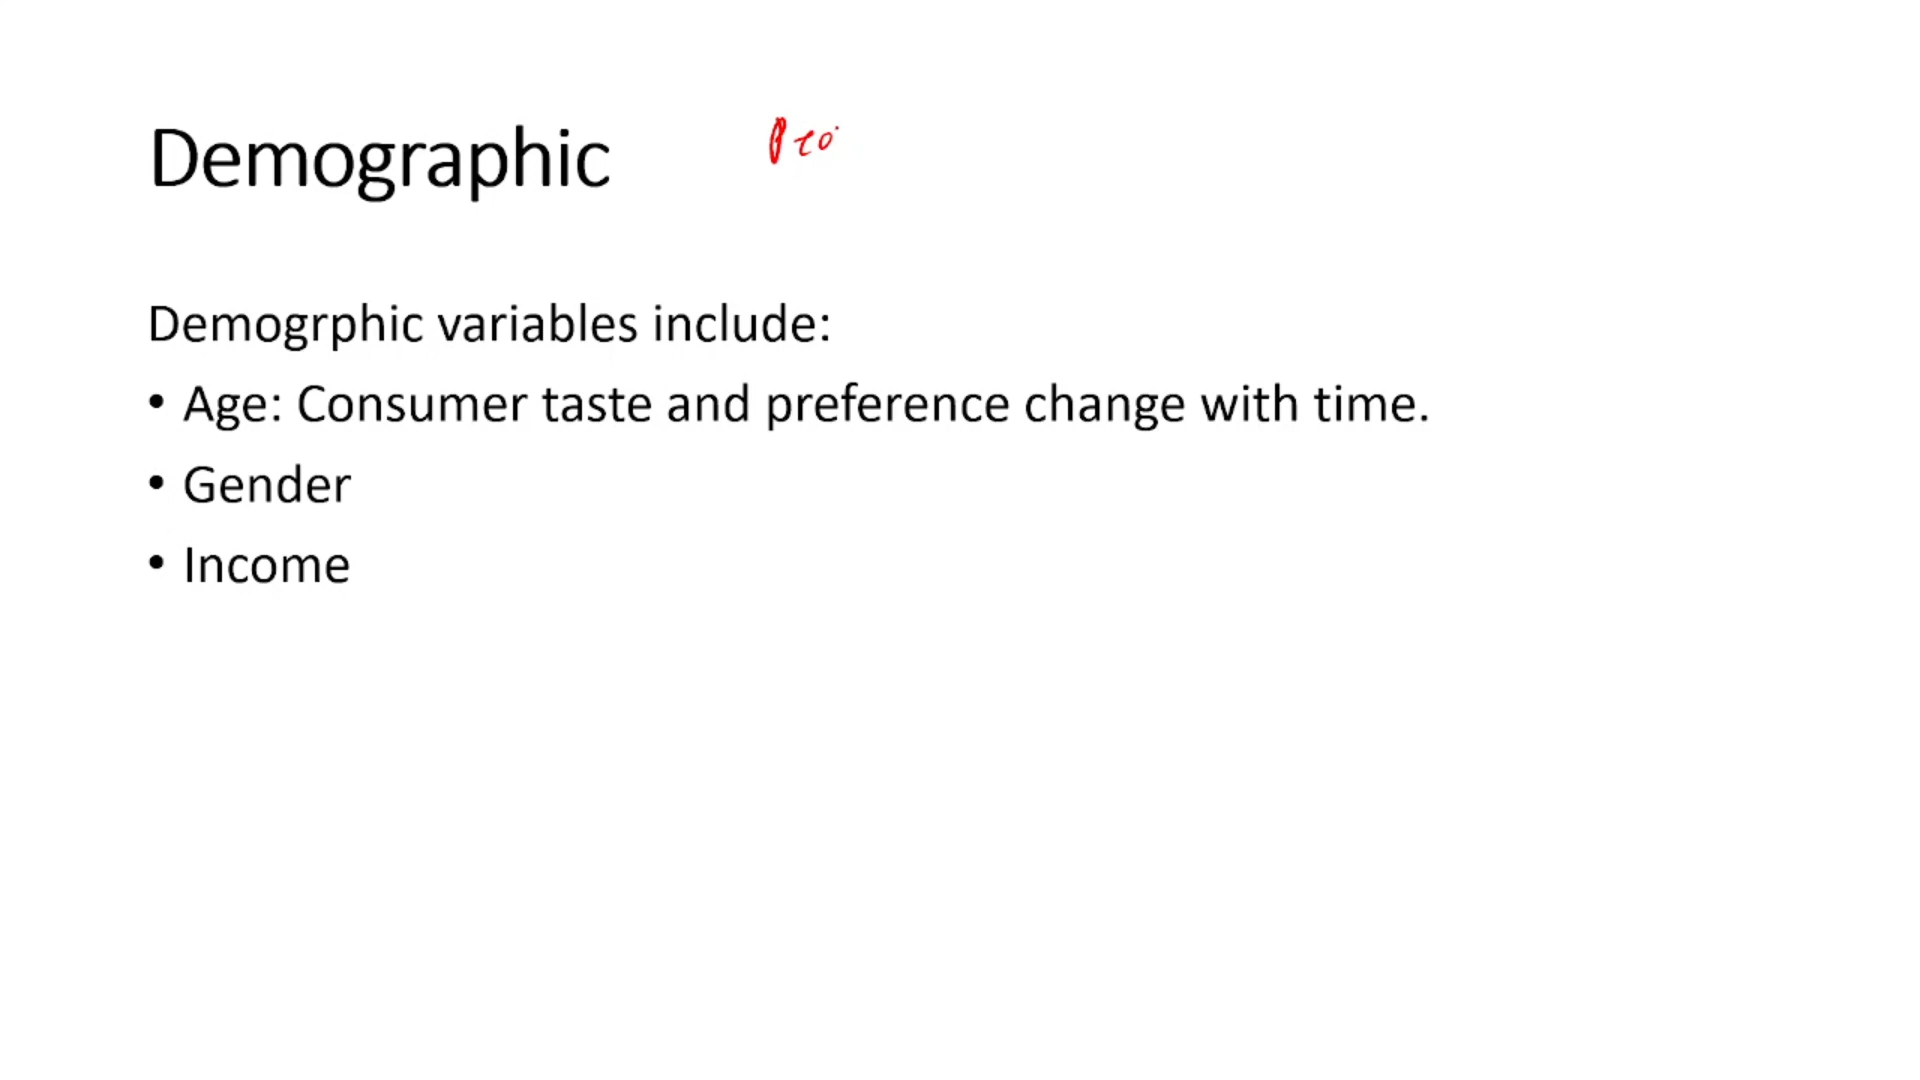 Demographic
Demogrphic variables include:
• Age: Consumer taste and preference change with time.
• Gender
• Income